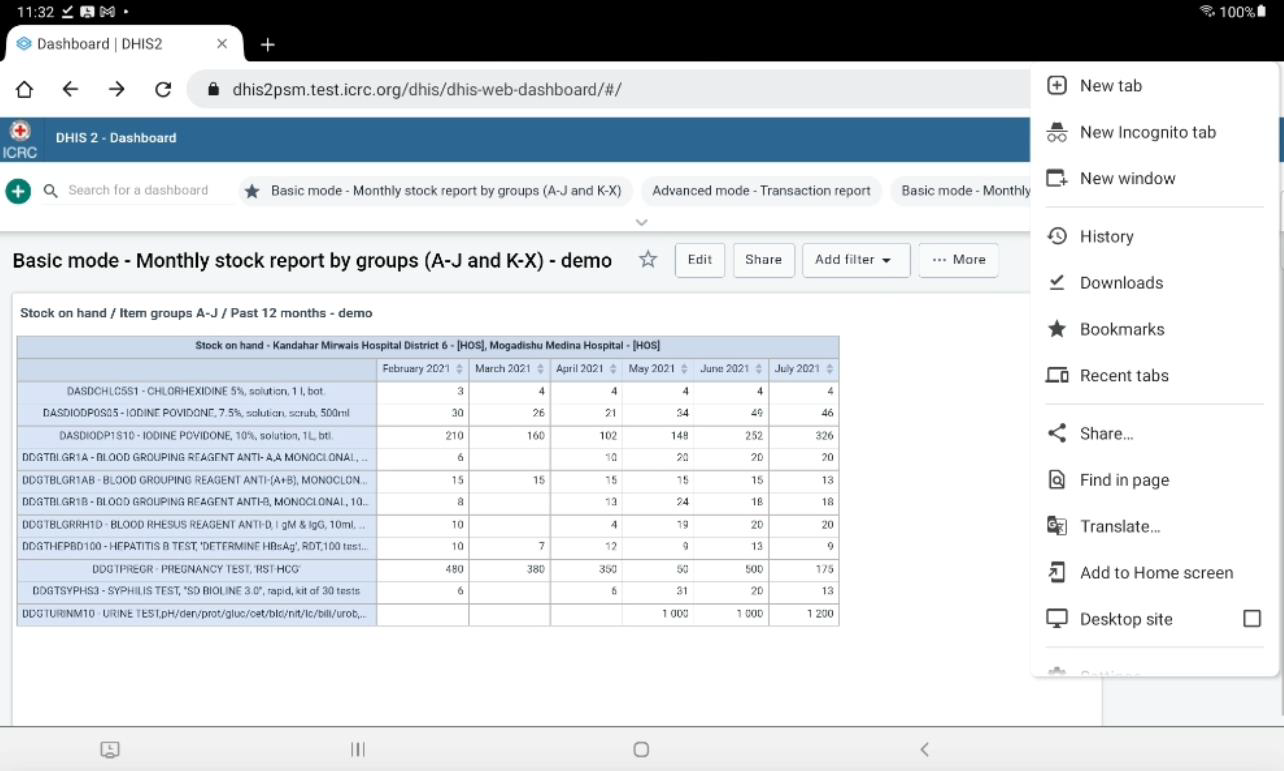 11:32
100%
Dashboard | DHIS2
dhis2psm.test.icrc.org/dhis/dhis-web-dashboard/#/
New tab
New Incognito tab
New window
History
Downloads
Bookmarks
Recent tabs
Share...
Find in page
Translate...
Add to Home screen
Desktop site
Settings
ICRC
DHIS 2 - Dashboard
Search for a dashboard
Basic mode - Monthly stock report by groups (A-J and K-X)
Advanced mode - Transaction report
Basic mode - Monthly
Basic mode - Monthly stock report by groups (A-J and K-X) - demo
Edit
Share
Add filter
More
Stock on hand / Item groups A-J / Past 12 months - demo
Stock on hand - Kandahar Mirwais Hospital District 6 - [HOS], Mogadishu Medina Hospital - [HOS]
February 2021 March 2021 April 2021 May 2021 June 2021 July 2021
DASDCHLC5S1 - CHLORHEXIDINE 5%, solution, 1 l, bot. 3 4 4 4 4 4
DASDIODP0S05 - IODINE POVIDONE, 7.5%, solution, scrub, 500ml 30 26 21 34 49 46
DASDIODP1S10 - IODINE POVIDONE, 10%, solution, 1L, btl. 210 160 102 148 252 326
DDGTBLGR1A - BLOOD GROUPING REAGENT ANTI- A,A MONOCLONAL, ... 6 10 20 20 20
DDGTBLGR1AB - BLOOD GROUPING REAGENT ANTI-(A+B), MONOCLON... 15 15 15 15 15 13
DDGTBLGR1B - BLOOD GROUPING REAGENT ANTI-B, MONOCLONAL, 10... 8 13 24 18 18
DDGTBLGRRH1D - BLOOD RHESUS REAGENT ANTI-D, I gM & IgG, 10ml, ... 10 4 19 20 20
DDGTHEPBD100 - HEPATITIS B TEST, 'DETERMINE HBsAg', RDT,100 test... 10 7 12 9 13 9
DDGTPREGR - PREGNANCY TEST, 'RST-HCG' 480 380 350 50 500 175
DDGTSYPHS3 - SYPHILIS TEST, "SD BIOLINE 3.0", rapid, kit of 30 tests 6 6 31 20 13
DDGTURINM10 - URINE TEST,pH/den/prot/gluc/cet/bld/nit/lc/bili/urob,... 1 000 1 000 1 200